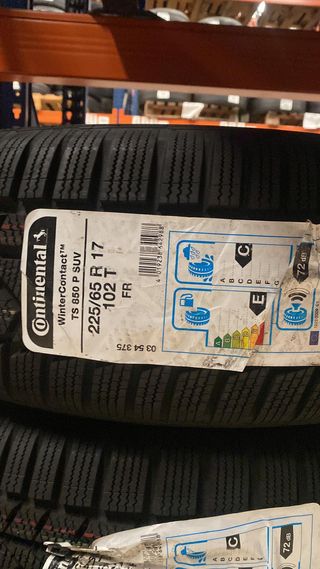 Continental
WinterContact™
TS 850 P SUV
225/65 R 17
102 T
FR
03 54 375
C
A
B
C
D
E
F
G
E
A
B
C
D
E
F
G
72 dB
C
A
B
C
D
72 dB